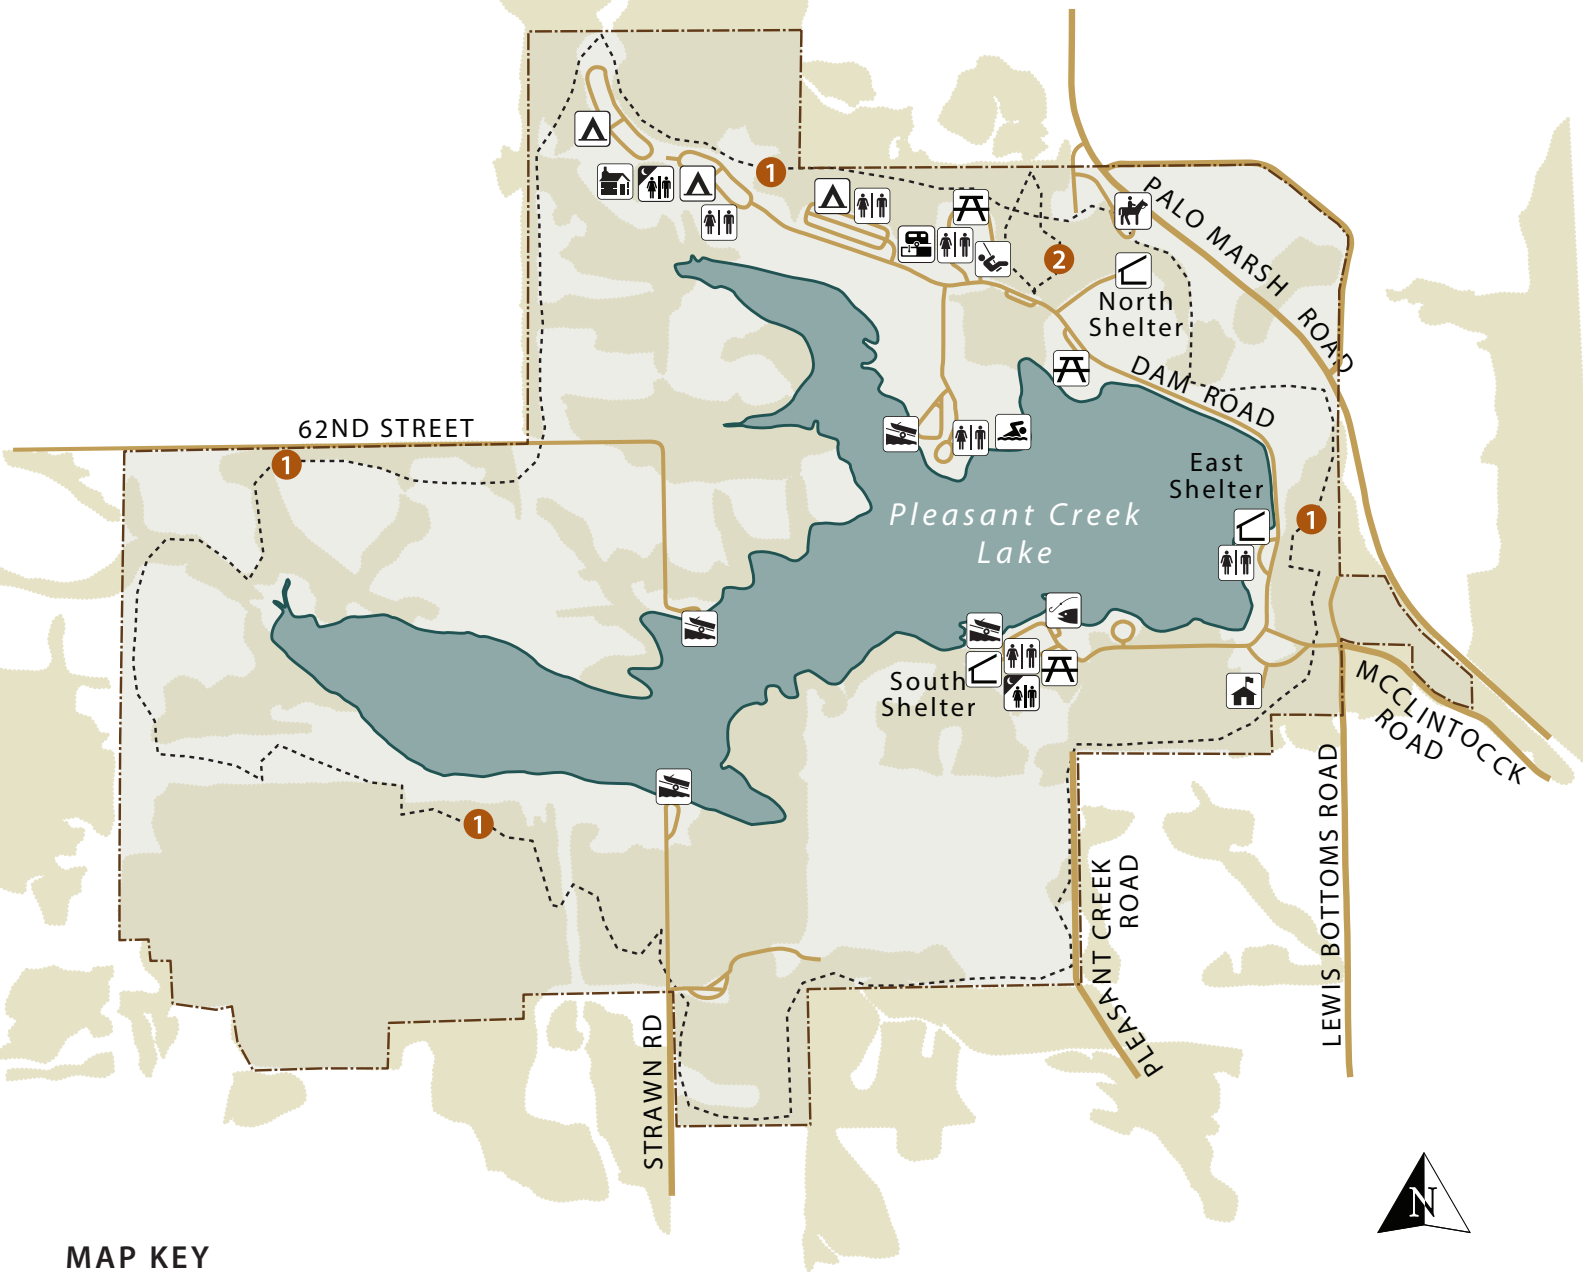 1
2
PALO MARSH ROAD
North
Shelter
DAM ROAD
62ND STREET
1
East
Shelter
Pleasant Creek
Lake
1
South
Shelter
MCCLINTOCCK
ROAD
1
PLEASANT CREEK
ROAD
LEWIS BOTTOMS ROAD
STRAWN RD
N
MAP KEY